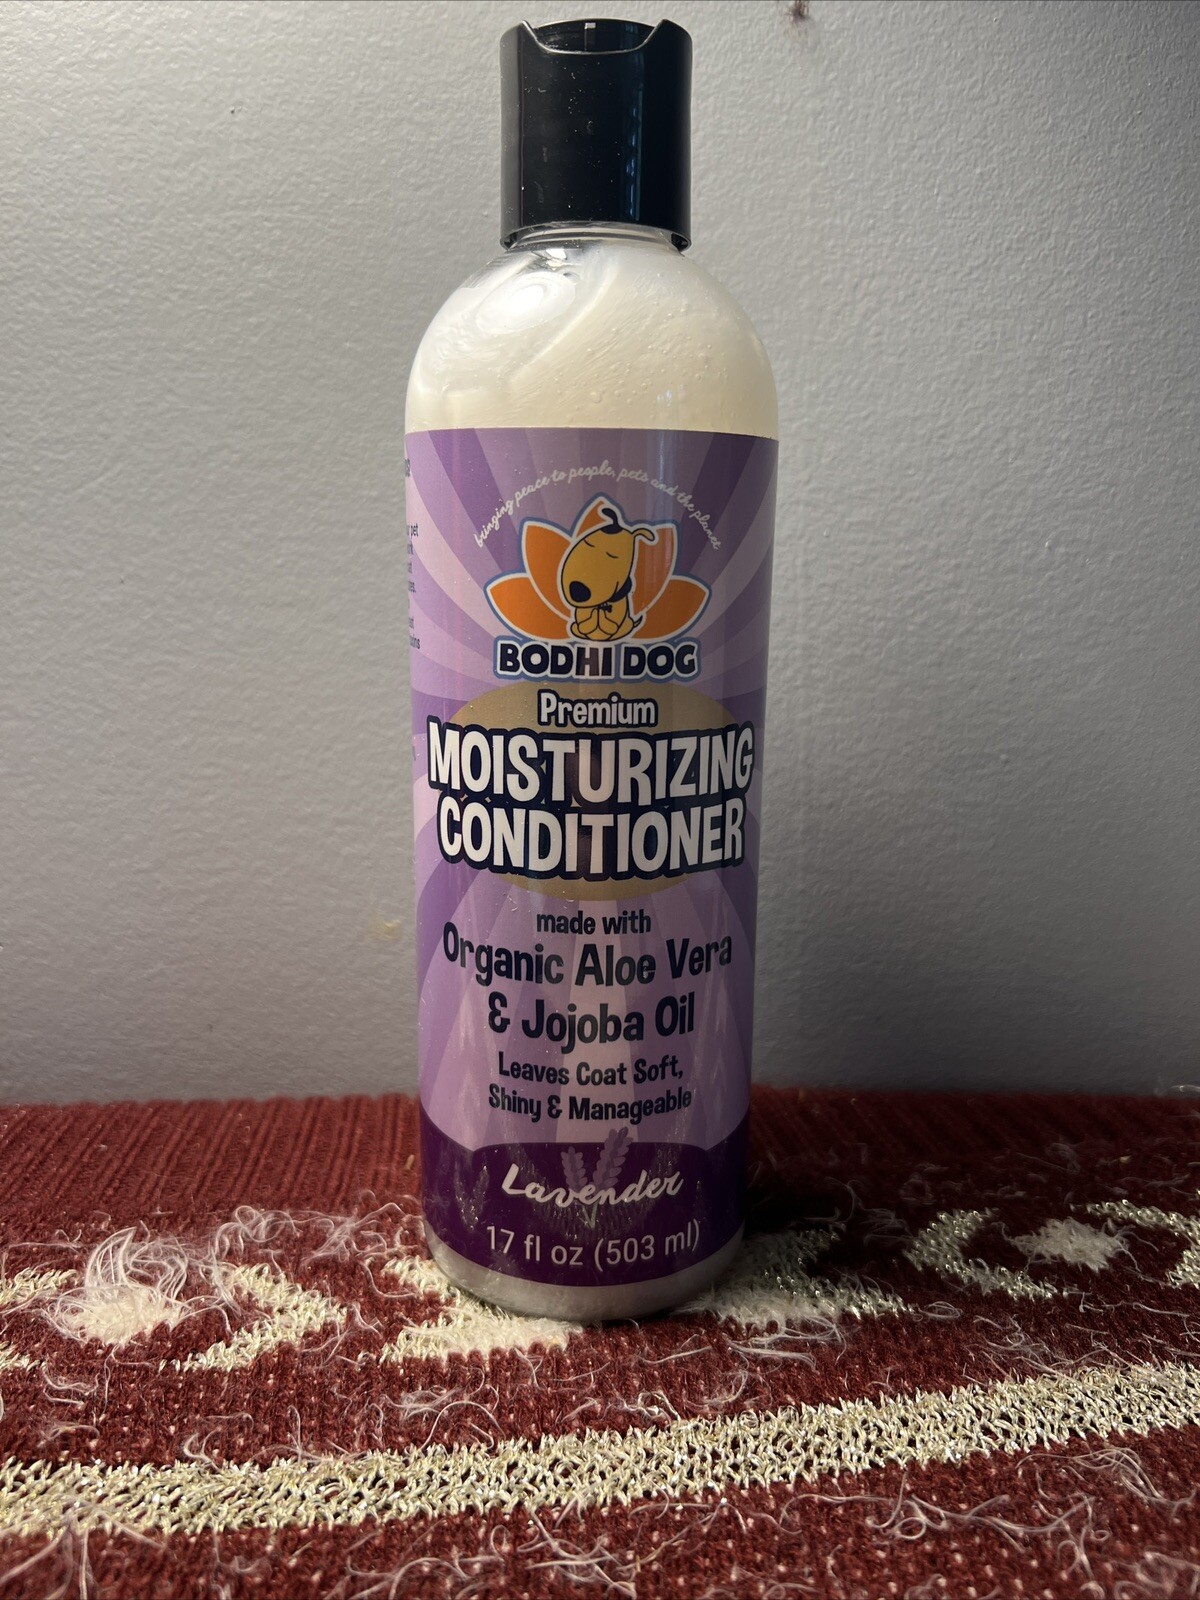 bringing peace to people, pets and the planet
BODHI DOG
Premium
MOISTURIZING
CONDITIONER
made with
Organic Aloe Vera
& Jojoba Oil
Leaves Coat Soft,
Shiny & Manageable
Lavender
17 fl oz (503 ml)